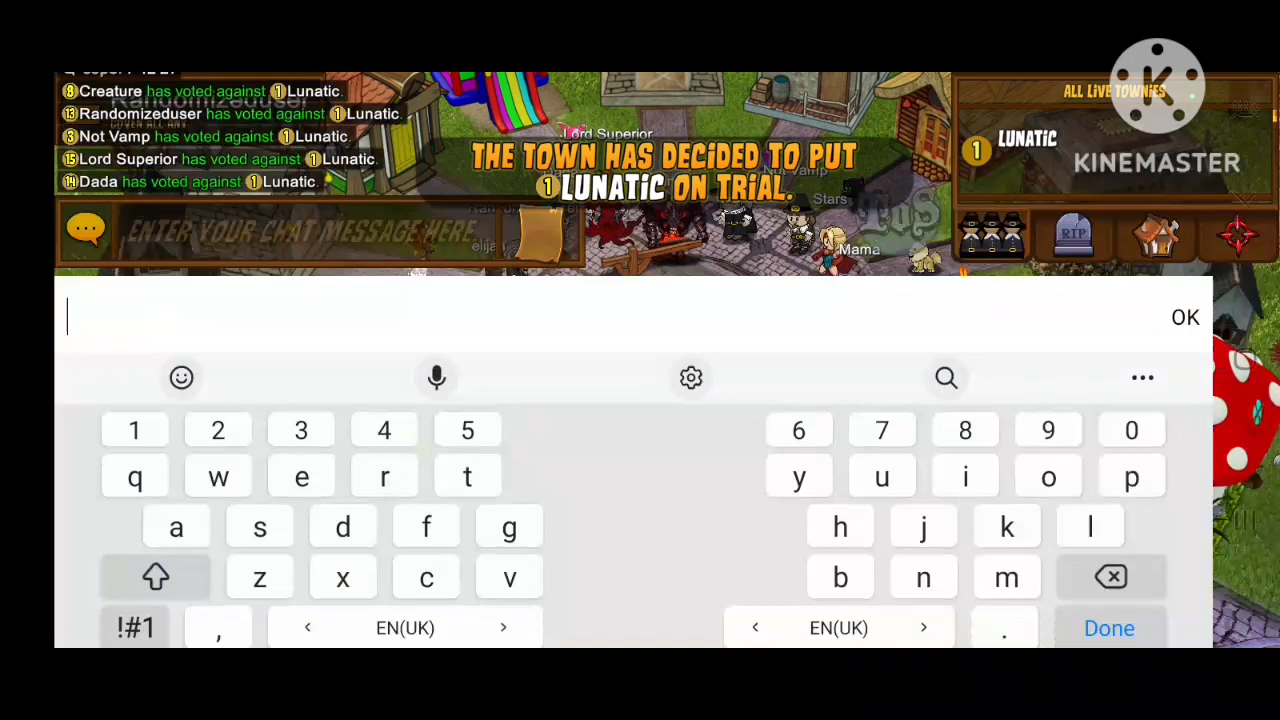 8 Creature has voted against 1 Lunatic.
13 Randomizeduser has voted against 1 Lunatic.
3 Not Vamp has voted against 1 Lunatic.
15 Lord Superior has voted against 1 Lunatic.
14 Dada has voted against 1 Lunatic.
ENTER YOUR CHAT MESSAGE HERE
elija
Lord Superior
THE TOWN HAS DECIDED TO PUT
1 LUNATIC ON TRIAL.
Stars
Mama
ALL LIVE TOWNIES
1 LUNATIC
K
KINEMASTER
RIP
OK
1 2 3 4 5 6 7 8 9 0
q w e r t y u i o p
a s d f g h j k l
z x c v b n m
!#1 , < EN(UK) > < EN(UK) > . Done